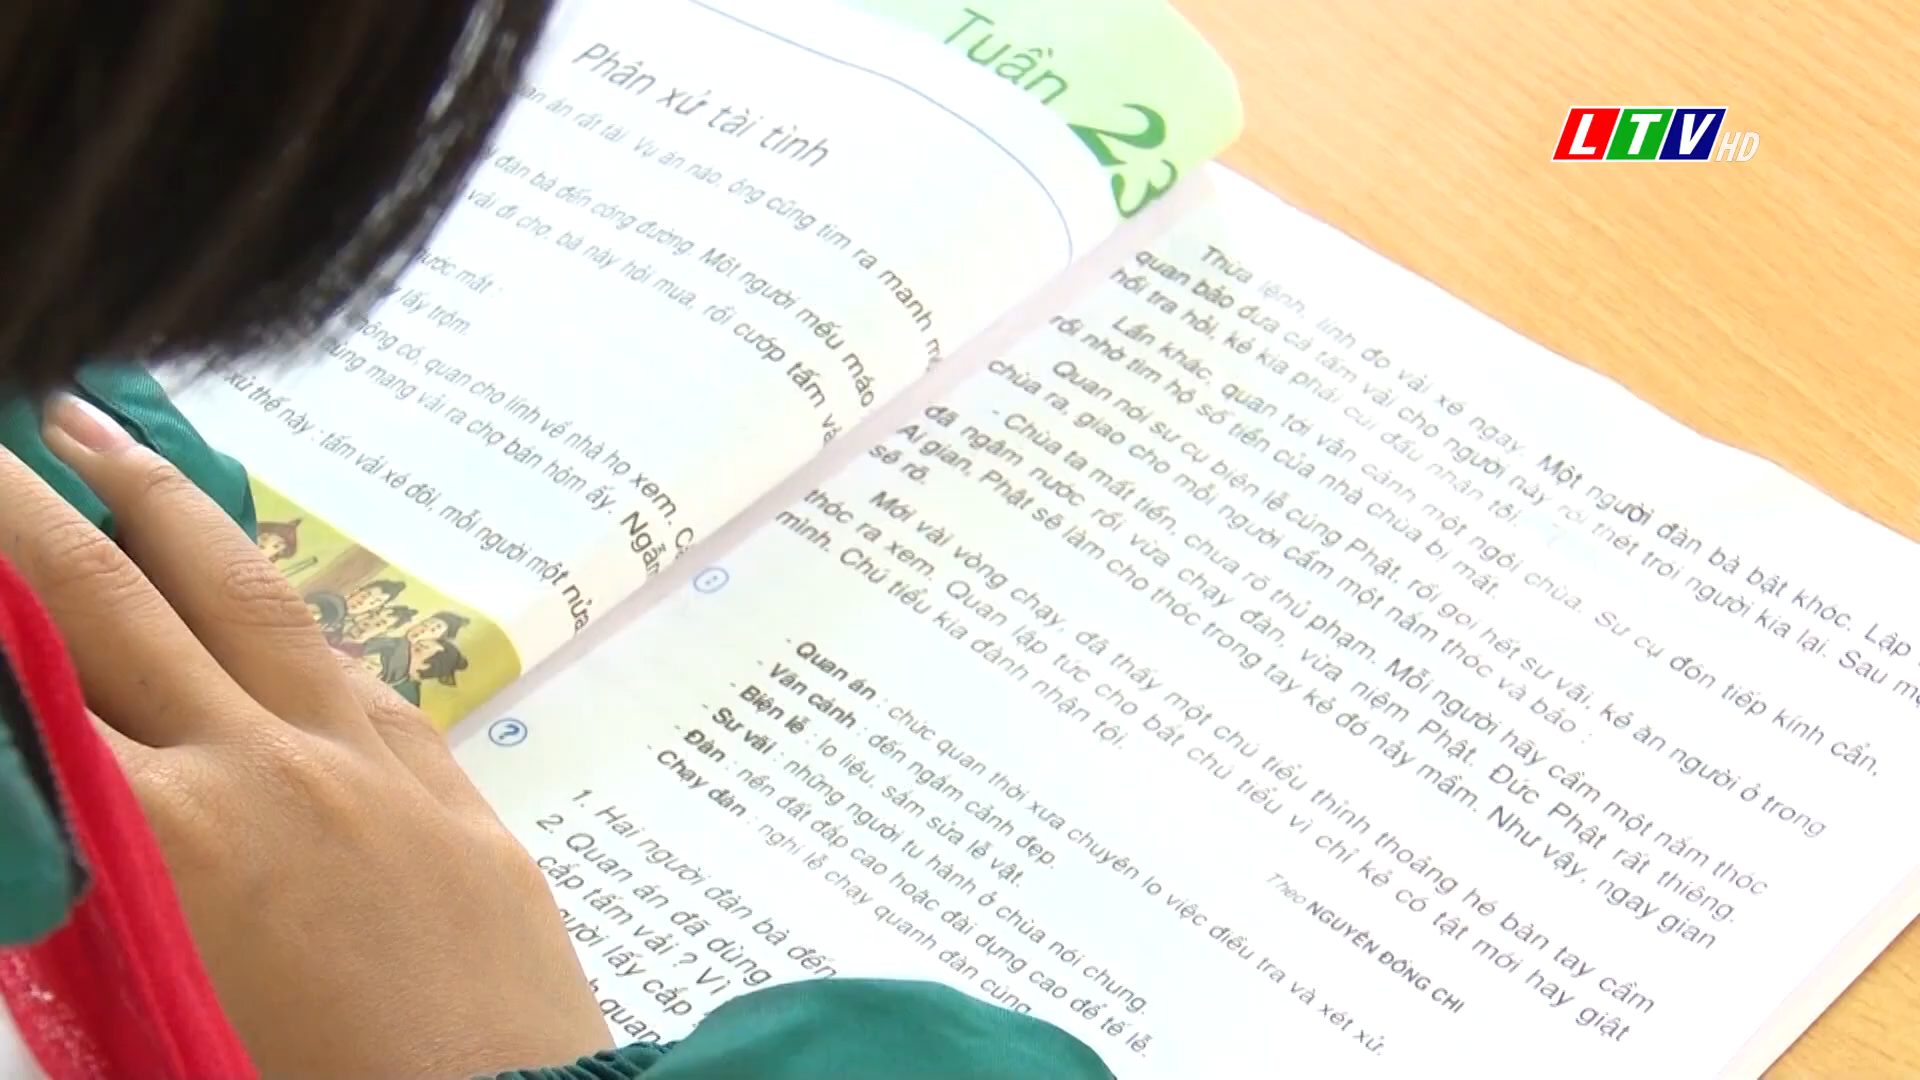 Tuần 23
LTV HD
Phân xử tài tình
án rất tài. Vụ án nào, ông cũng tìm ra manh
đàn bà đến công đường. Một người mếu máo
vải đi chợ, bà này hỏi mua, rồi cướp tấm
trước mặt :
lấy trộm.
không có, quan cho lính về nhà họ xem.
cùng mang vải ra chợ bán hôm ấy. Ngẫm
xử thế này : tấm vải xé đôi, mỗi người một nửa
Thừa lệnh, lính đo vải xé ngay. Một người đàn bà bật khóc. Lập
quan bảo đưa cả tấm vải cho người này rồi thét trói người kia lại. Sau
hồi tra hỏi, kẻ kia phải cúi đầu nhận tội.
Lần khác, quan tới vãn cảnh một ngôi chùa. Sư cụ đón tiếp kính cẩn,
rồi nhờ tìm hộ số tiền của nhà chùa bị mất.
Quan nói sư cụ biện lễ cúng Phật, rồi gọi hết sư vãi, kẻ ăn người ở trong
chùa ra, giao cho mỗi người cầm một nắm thóc và bảo :
- Chùa ta mất tiền, chưa rõ thủ phạm. Mỗi người hãy cầm một nắm thóc
đã ngâm nước rồi vừa chạy đàn, vừa niệm Phật. Đức Phật rất thiêng.
Ai gian, Phật sẽ làm cho thóc trong tay kẻ đó nảy mầm. Như vậy, ngay gian
sẽ rõ.
Mới vài vòng chạy, đã thấy một chú tiểu thỉnh thoảng hé bàn tay cầm
thóc ra xem. Quan lập tức cho bắt chú tiểu vì chỉ kẻ có tật mới hay giật
mình. Chú tiểu kia đành nhận tội.
Theo NGUYỄN ĐỔNG CHI
- Quan án : chức quan thời xưa chuyên lo việc điều tra và xét xử.
- Vãn cảnh : đến ngắm cảnh đẹp.
- Biện lễ : lo liệu, sắm sửa lễ vật.
- Sư vãi : những người tu hành ở chùa nói chung.
- Đàn : nền đất đắp cao hoặc đài dựng cao để tế lễ.
- Chạy đàn : nghi lễ chạy quanh đàn cúng
?
1. Hai người đàn bà đến
2. Quan án đã dùng
cắp tấm vải ? Vì
người lấy cắp
quan